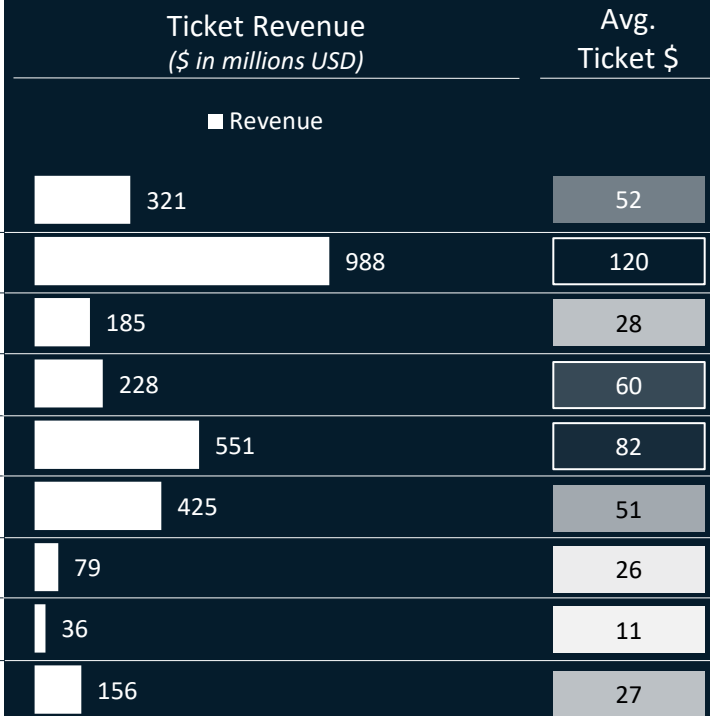 Ticket Revenue
($ in millions USD)
Avg.
Ticket $
Revenue
321 52
988 120
185 28
228 60
551 82
425 51
79 26
36 11
156 27